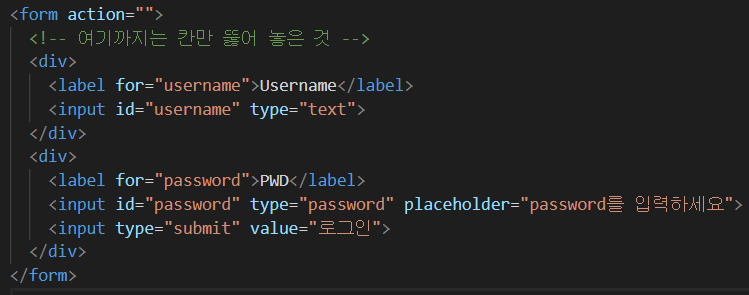 <form action="">
<!-- 여기까지는 칸만 뚫어 놓은 것 -->
<div>
<label for="username">Username</label>
<input id="username" type="text">
</div>
<div>
<label for="password">PWD</label>
<input id="password" type="password" placeholder="password를 입력하세요">
<input type="submit" value="로그인">
</div>
</form>